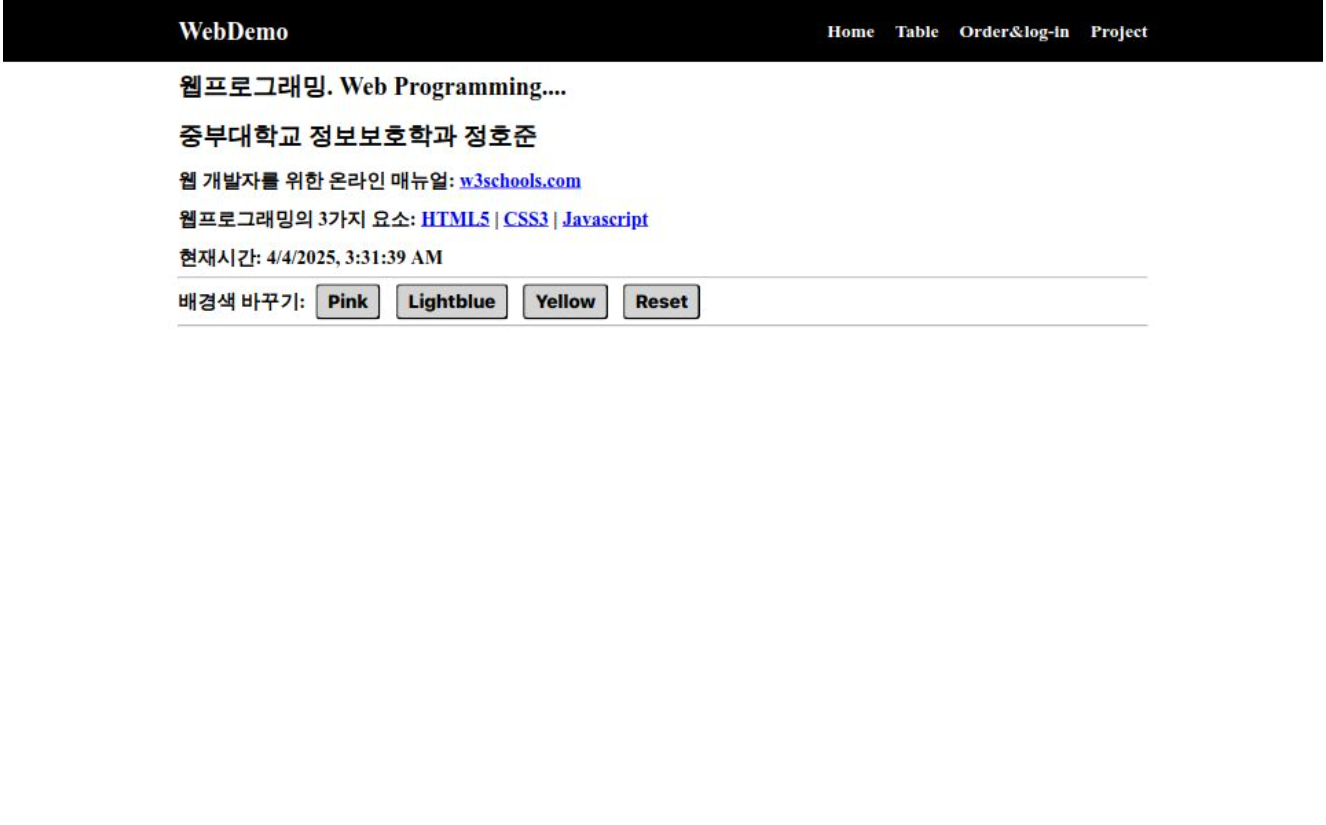 WebDemo Home Table Order&log-in Project
웹프로그래밍. Web Programming....
중부대학교 정보보호학과 정호준
웹 개발자를 위한 온라인 매뉴얼: w3schools.com
웹프로그래밍의 3가지 요소: HTML5 | CSS3 | Javascript
현재시간: 4/4/2025, 3:31:39 AM
배경색 바꾸기: Pink Lightblue Yellow Reset